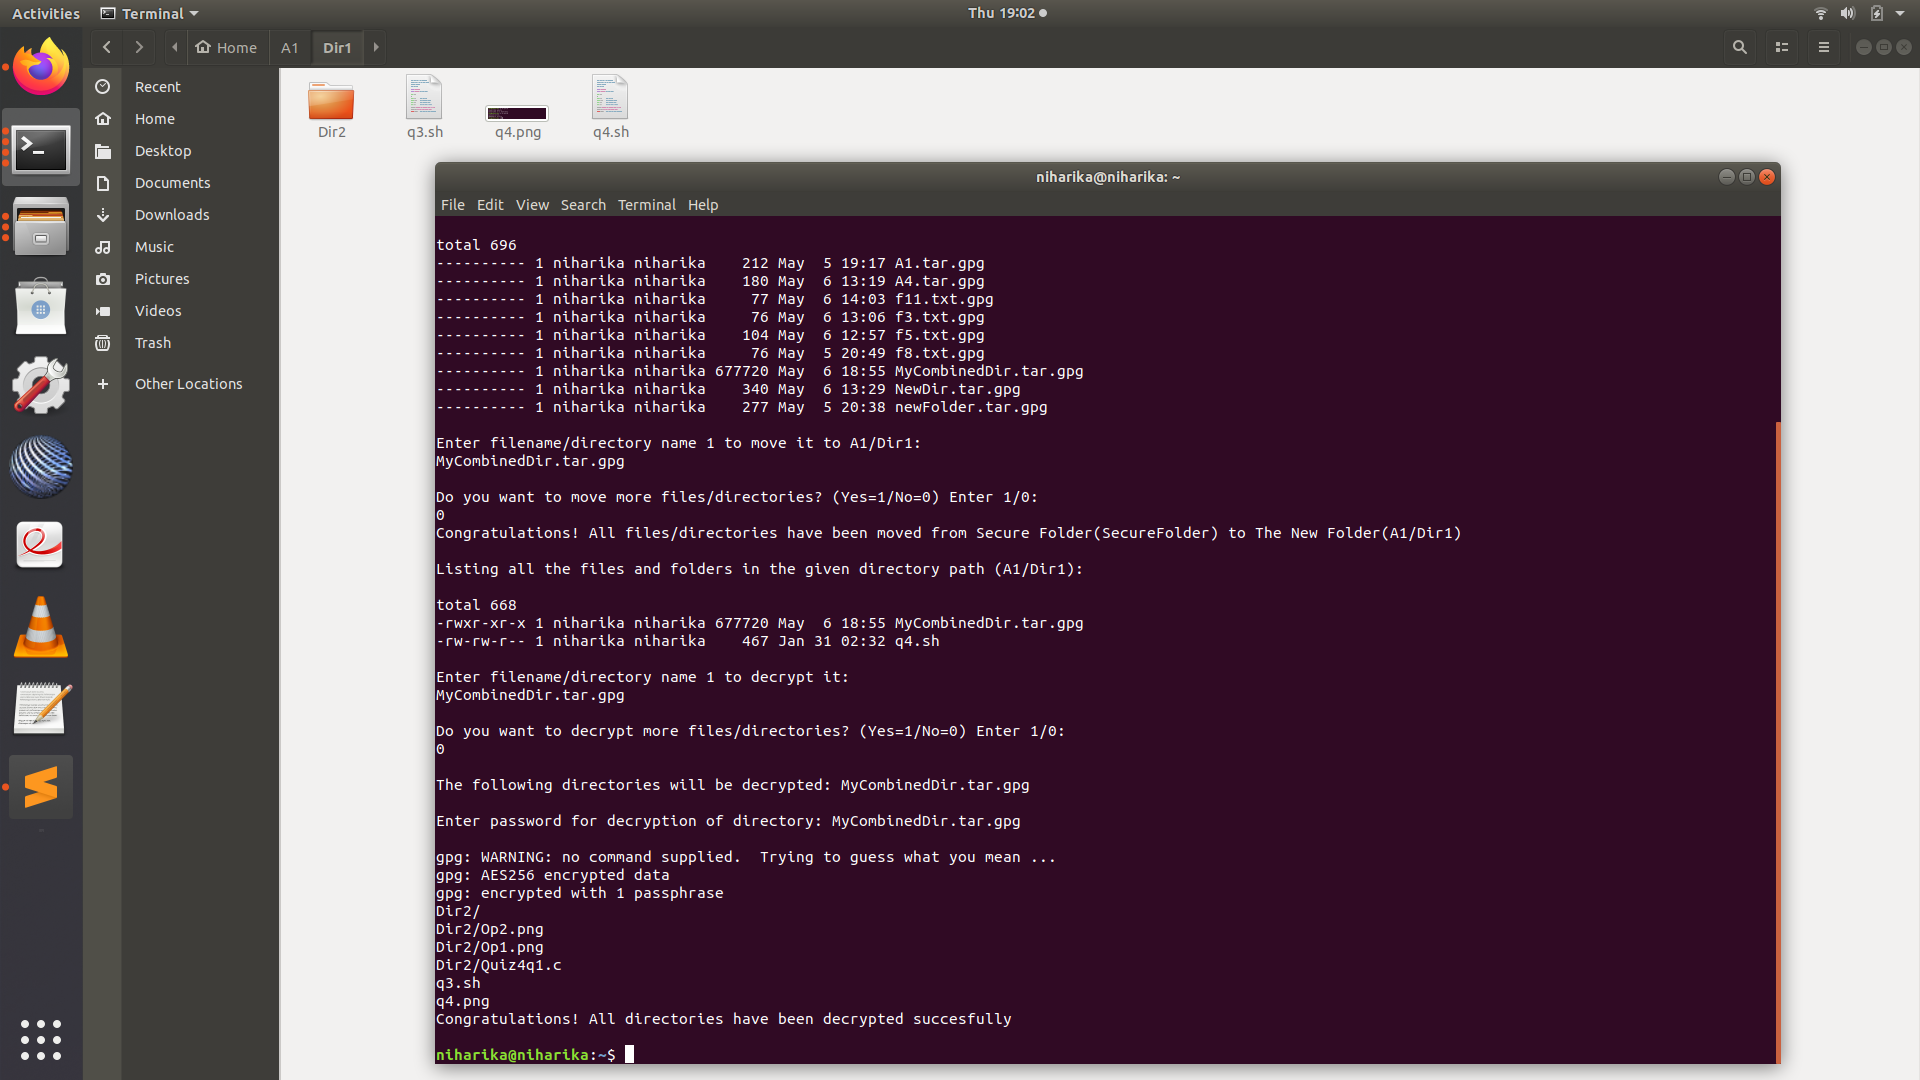 Activities
Terminal
Thu 19:02
Home
A1
Dir1
Recent
Home
Desktop
Documents
Downloads
Music
Pictures
Videos
Trash
Other Locations
Dir2
q3.sh
q4.png
q4.sh
niharika@niharika: ~
File Edit View Search Terminal Help
total 696
---------- 1 niharika niharika    212 May  5 19:17 A1.tar.gpg
---------- 1 niharika niharika    180 May  6 13:19 A4.tar.gpg
---------- 1 niharika niharika     77 May  6 14:03 f11.txt.gpg
---------- 1 niharika niharika     76 May  6 13:06 f3.txt.gpg
---------- 1 niharika niharika    104 May  6 12:57 f5.txt.gpg
---------- 1 niharika niharika     76 May  5 20:49 f8.txt.gpg
---------- 1 niharika niharika 677720 May  6 18:55 MyCombinedDir.tar.gpg
---------- 1 niharika niharika    340 May  6 13:29 NewDir.tar.gpg
---------- 1 niharika niharika    277 May  5 20:38 newFolder.tar.gpg
Enter filename/directory name 1 to move it to A1/Dir1:
MyCombinedDir.tar.gpg
Do you want to move more files/directories? (Yes=1/No=0) Enter 1/0:
0
Congratulations! All files/directories have been moved from Secure Folder(SecureFolder) to The New Folder(A1/Dir1)
Listing all the files and folders in the given directory path (A1/Dir1):
total 668
-rwxr-xr-x 1 niharika niharika 677720 May  6 18:55 MyCombinedDir.tar.gpg
-rw-rw-r-- 1 niharika niharika    467 Jan 31 02:32 q4.sh
Enter filename/directory name 1 to decrypt it:
MyCombinedDir.tar.gpg
Do you want to decrypt more files/directories? (Yes=1/No=0) Enter 1/0:
0
The following directories will be decrypted: MyCombinedDir.tar.gpg
Enter password for decryption of directory: MyCombinedDir.tar.gpg
gpg: WARNING: no command supplied.  Trying to guess what you mean ...
gpg: AES256 encrypted data
gpg: encrypted with 1 passphrase
Dir2/
Dir2/Op2.png
Dir2/Op1.png
Dir2/Quiz4q1.c
q3.sh
q4.png
Congratulations! All directories have been decrypted succesfully
niharika@niharika:~$